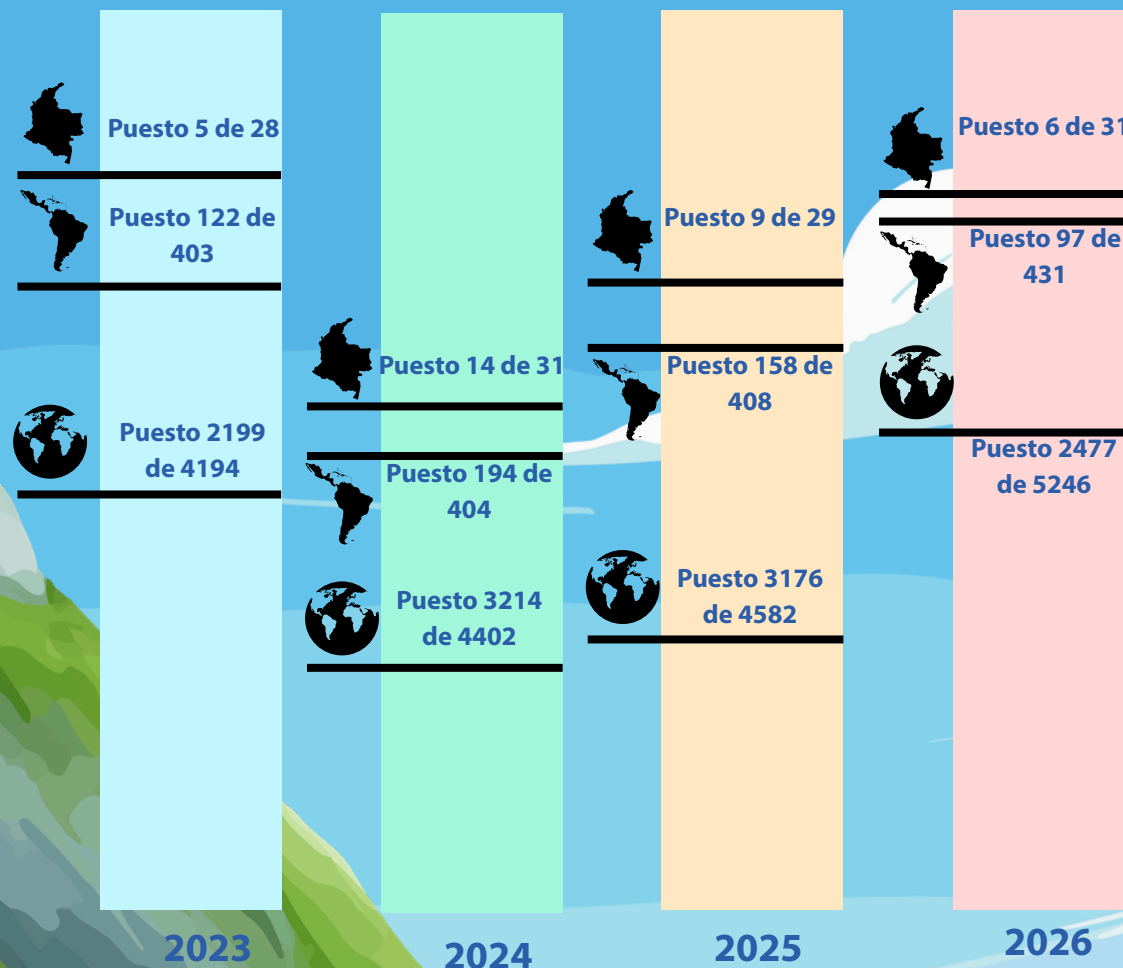 Puesto 5 de 28
Puesto 122 de
403
Puesto 2199
de 4194
2023
Puesto 14 de 31
Puesto 194 de
404
Puesto 3214
de 4402
2024
Puesto 9 de 29
Puesto 158 de
408
Puesto 3176
de 4582
2025
Puesto 6 de 31
Puesto 97 de
431
Puesto 2477
de 5246
2026